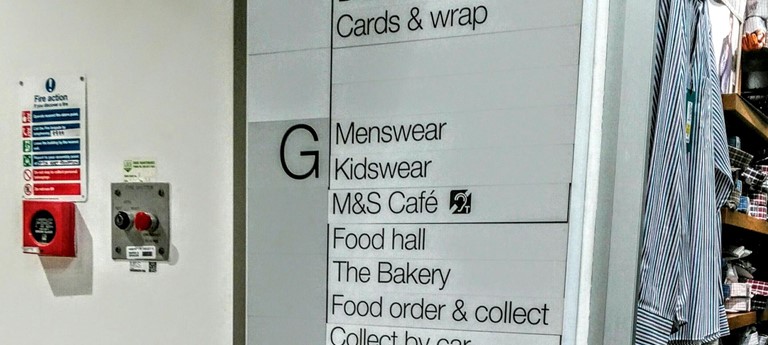 Cards & wrap
G
Menswear
Kidswear
M&S Café
Food hall
The Bakery
Food order & collect
Collect by car
Fire action